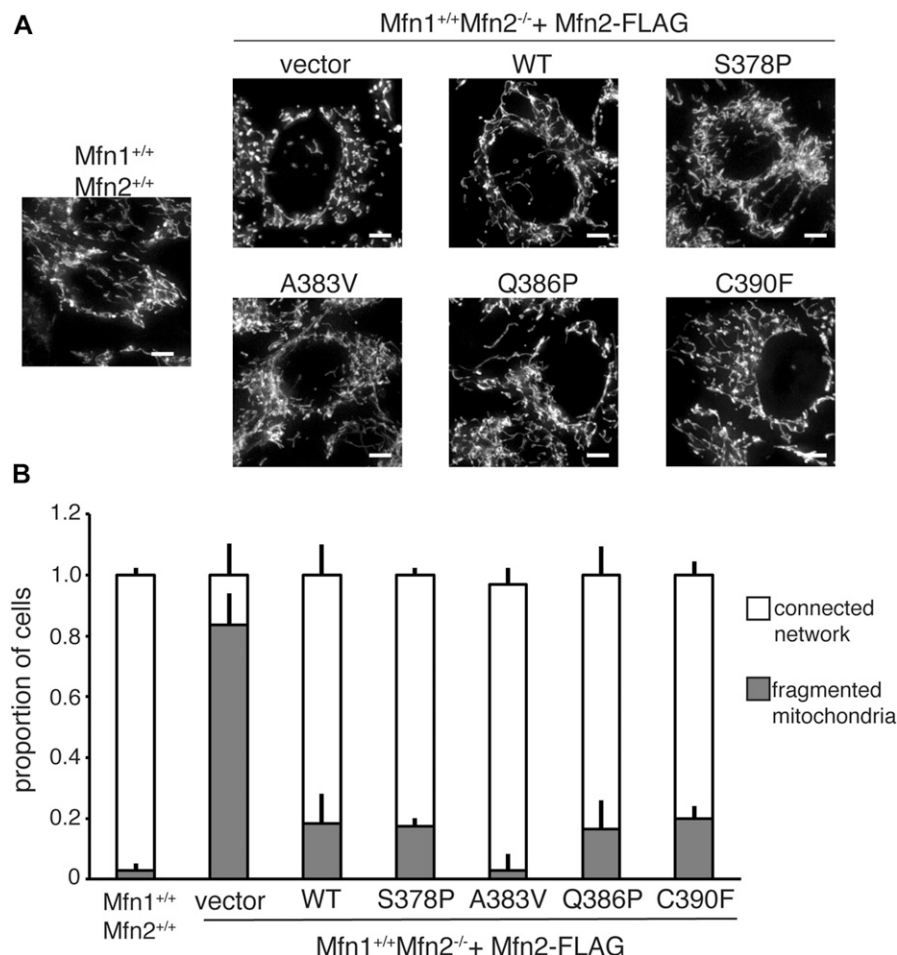 A
Mfn1+/+Mfn2-/-+ Mfn2-FLAG
vector WT S378P
Mfn1+/+
Mfn2+/+
A383V Q386P C390F
B
1.2
1.0
0.8
0.6
0.4
0.2
0
proportion of cells
connected
network
fragmented
mitochondria
Mfn1+/+
Mfn2+/+
vector WT S378P A383V Q386P C390F
Mfn1+/+Mfn2-/-+ Mfn2-FLAG